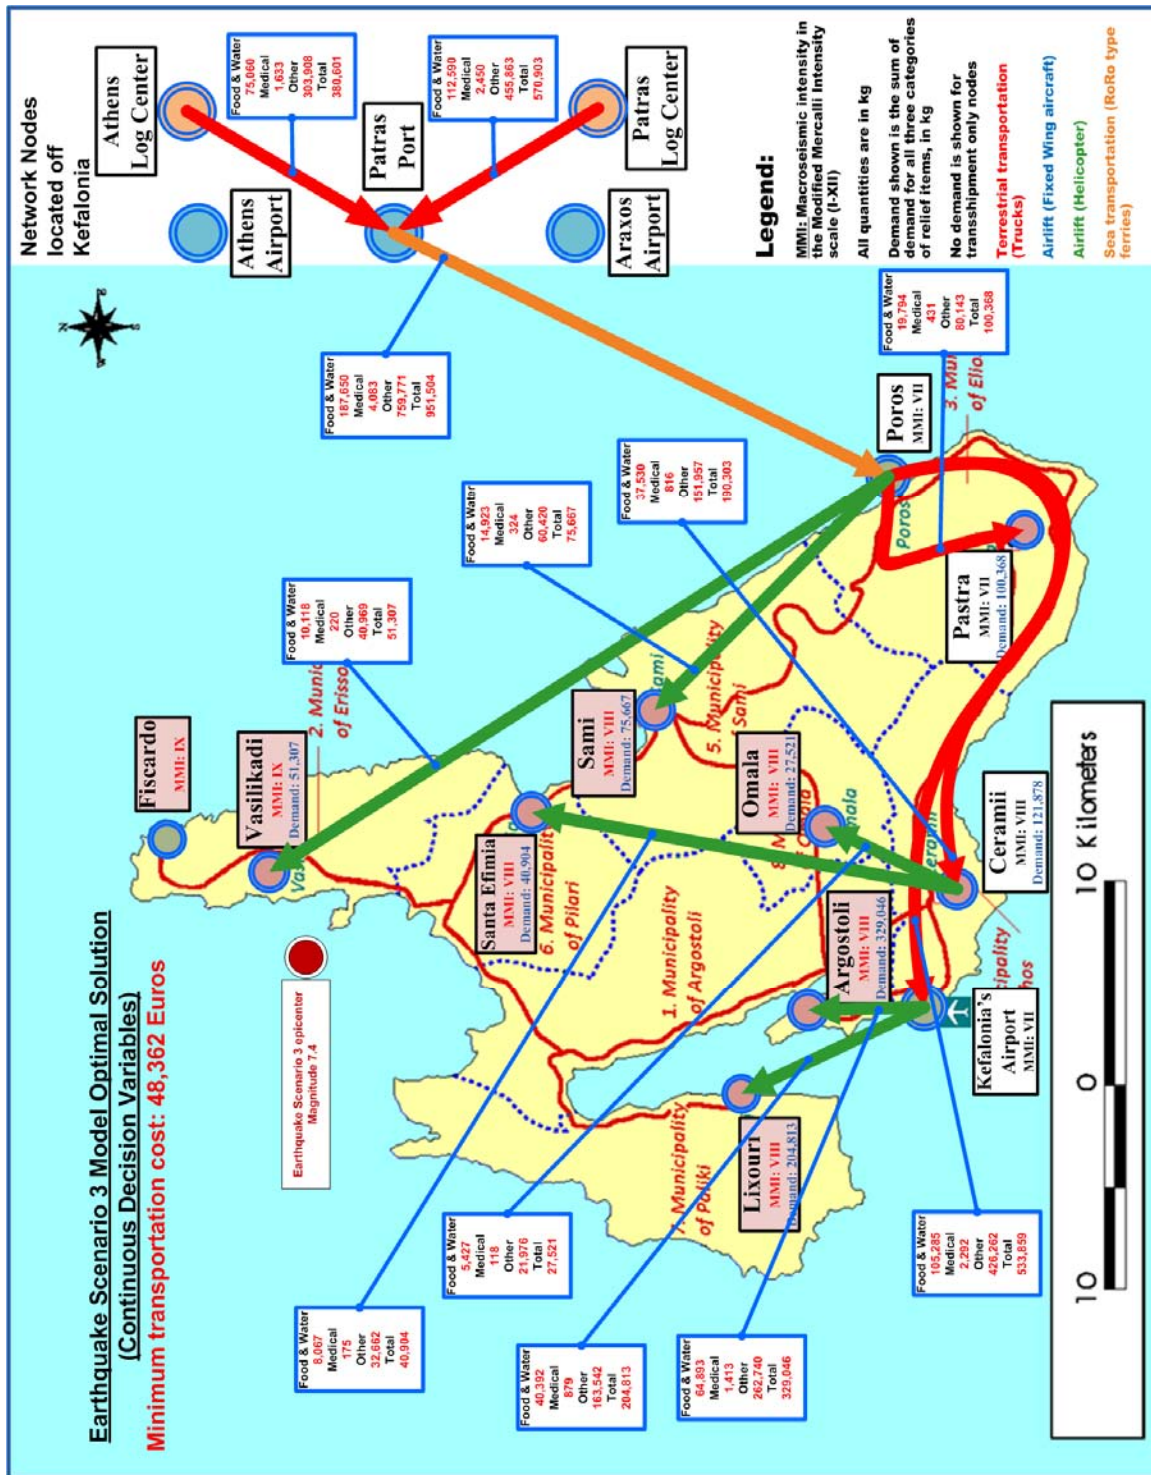 Earthquake Scenario 3 Model Optimal Solution
(Continuous Decision Variables)
Minimum transportation cost: 48,362 Euros
Network Nodes
located off
Kefalonia
Athens
Log Center
Food & Water
75,060
Medical
1,633
Other
303,908
Total
380,601
Athens
Airport
Patras
Port
Food & Water
112,590
Medical
2,450
Other
455,863
Total
570,903
Patras
Log Center
Araxos
Airport
N
S
Food & Water
187,650
Medical
4,083
Other
759,771
Total
951,504
Legend:
MMI: Macroseismic intensity in
the Modified Mercalli Intensity
scale (I-XII)
All quantities are in kg
Demand shown is the sum of
demand for all three categories
of relief items, in kg
No demand is shown for
transshipment only nodes
Terrestrial transportation
(Trucks)
Airlift (Fixed Wing aircraft)
Airlift (Helicopter)
Sea transportation (RoRo type
ferries)
Fiscardo
MMI: IX
Vasilikadi
MMI: IX
Demand: 51,307
2. Munic
of Erisso
Food & Water
10,118
Medical
220
Other
40,969
Total
51,307
Food & Water
14,923
Medical
324
Other
60,420
Total
75,667
Food & Water
37,530
Medical
816
Other
151,957
Total
190,303
Food & Water
19,794
Medical
431
Other
80,143
Total
100,368
Earthquake Scenario 3 epicenter
Magnitude 7.4
Santa Efimia
MMI: VIII
Demand: 40,904
6. Municipality
of Pilari
Sami
MMI: VIII
Demand: 75,667
5. Municipality
Sami
Poros
MMI: VII
Poros
of Elios
Omala
MMI: VIII
Demand: 27,521
Pastra
MMI: VII
Demand: 100,368
1. Municipality
of Argostoli
Argostoli
MMI: VIII
Demand: 329,046
Ceramii
MMI: VIII
Demand: 121,878
Kefalonia's
Airport
MMI: VII
Lixouri
MMI: VIII
Demand: 204,813
7. Municipality
of Paliki
Food & Water
8,067
Medical
175
Other
32,662
Total
40,904
Food & Water
5,427
Medical
118
Other
21,976
Total
27,521
Food & Water
40,392
Medical
879
Other
163,542
Total
204,813
Food & Water
64,893
Medical
1,413
Other
262,740
Total
329,046
Food & Water
105,285
Medical
2,292
Other
426,262
Total
533,859
10 0 10 Kilometers